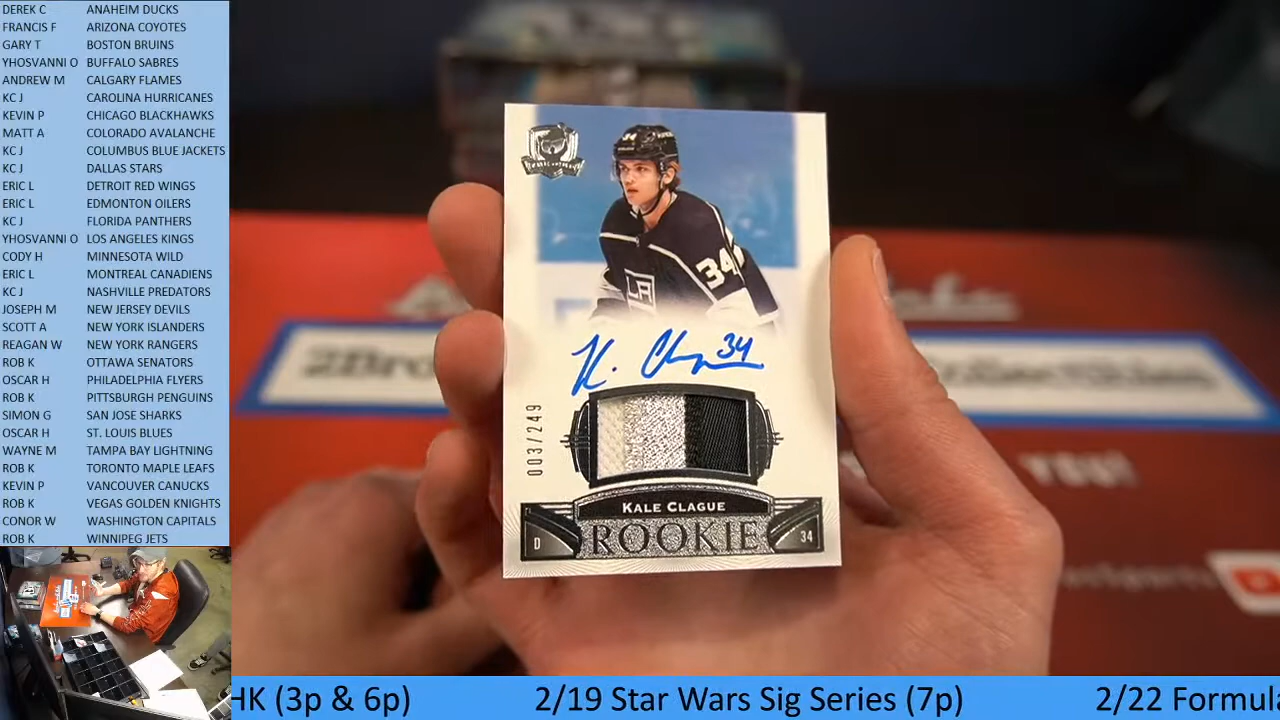 DEREK C ANAHEIM DUCKS
FRANCIS F ARIZONA COYOTES
GARY T BOSTON BRUINS
YHOSVANNI O BUFFALO SABRES
ANDREW M CALGARY FLAMES
KC J CAROLINA HURRICANES
KEVIN P CHICAGO BLACKHAWKS
MATT A COLORADO AVALANCHE
KC J COLUMBUS BLUE JACKETS
KC J DALLAS STARS
ERIC L DETROIT RED WINGS
ERIC L EDMONTON OILERS
KC J FLORIDA PANTHERS
YHOSVANNI O LOS ANGELES KINGS
CODY H MINNESOTA WILD
ERIC L MONTREAL CANADIENS
KC J NASHVILLE PREDATORS
JOSEPH M NEW JERSEY DEVILS
SCOTT A NEW YORK ISLANDERS
REAGAN W NEW YORK RANGERS
ROB K OTTAWA SENATORS
OSCAR H PHILADELPHIA FLYERS
ROB K PITTSBURGH PENGUINS
SIMON G SAN JOSE SHARKS
OSCAR H ST. LOUIS BLUES
WAYNE M TAMPA BAY LIGHTNING
ROB K TORONTO MAPLE LEAFS
KEVIN P VANCOUVER CANUCKS
ROB K VEGAS GOLDEN KNIGHTS
CONOR W WASHINGTON CAPITALS
ROB K WINNIPEG JETS
34
LA
K. Clague 34
003/249
KALE CLAGUE
D ROOKIE 34
YOU!
HK (3p & 6p) 2/19 Star Wars Sig Series (7p) 2/22 Formula